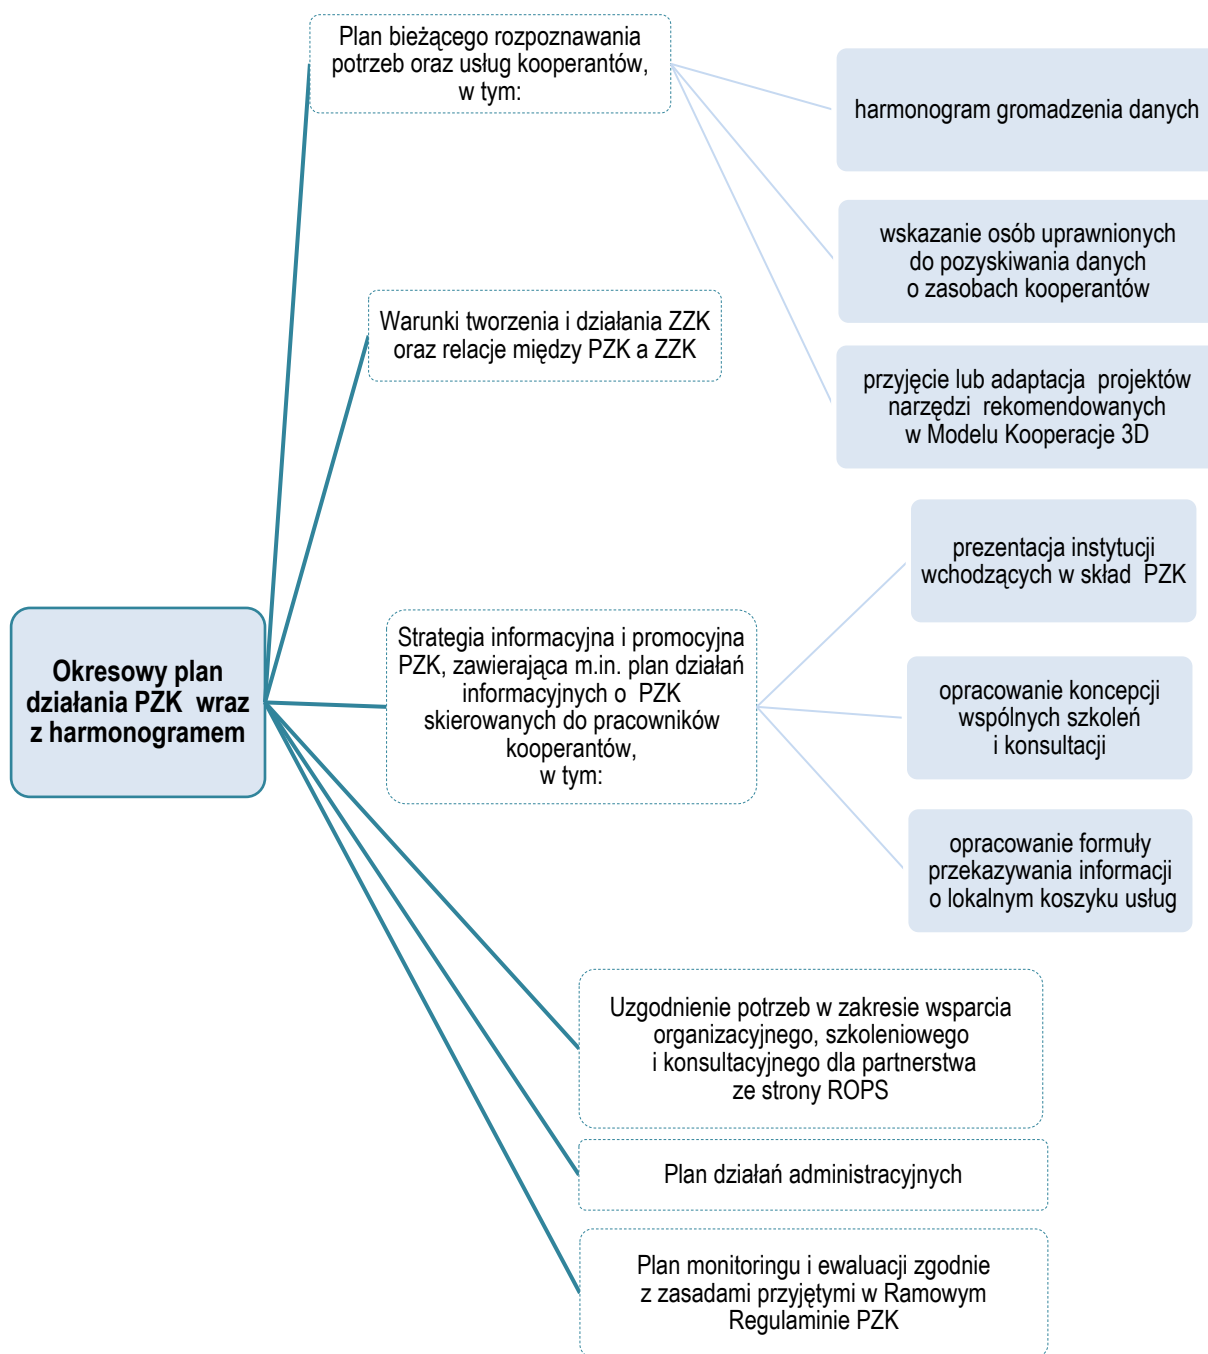 Okresowy plan
działania PZK wraz
z harmonogramem
Plan bieżącego rozpoznawania
potrzeb oraz usług kooperantów,
w tym:
harmonogram gromadzenia danych
wskazanie osób uprawnionych
do pozyskiwania danych
o zasobach kooperantów
przyjęcie lub adaptacja projektów
narzędzi rekomendowanych
w Modelu Kooperacje 3D
Warunki tworzenia i działania ZZK
oraz relacje między PZK a ZZK
Strategia informacyjna i promocyjna
PZK, zawierająca m.in. plan działań
informacyjnych o PZK
skierowanych do pracowników
kooperantów,
w tym:
prezentacja instytucji
wchodzących w skład PZK
opracowanie koncepcji
wspólnych szkoleń
i konsultacji
opracowanie formuły
przekazywania informacji
o lokalnym koszyku usług
Uzgodnienie potrzeb w zakresie wsparcia
organizacyjnego, szkoleniowego
i konsultacyjnego dla partnerstwa
ze strony ROPS
Plan działań administracyjnych
Plan monitoringu i ewaluacji zgodnie
z zasadami przyjętymi w Ramowym
Regulaminie PZK